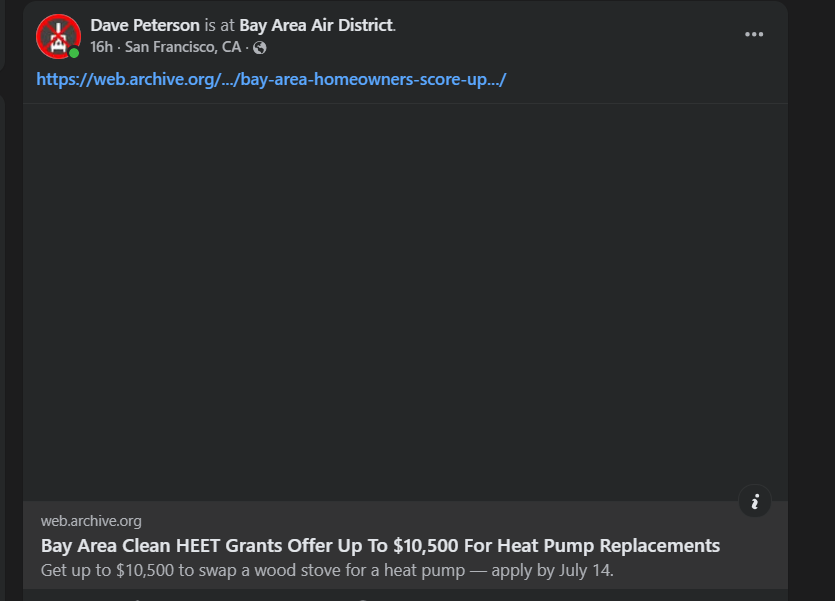 Dave Peterson is at Bay Area Air District.
16h · San Francisco, CA ·
https://web.archive.org/.../bay-area-homeowners-score-up.../
i
web.archive.org
Bay Area Clean HEET Grants Offer Up To $10,500 For Heat Pump Replacements
Get up to $10,500 to swap a wood stove for a heat pump — apply by July 14.